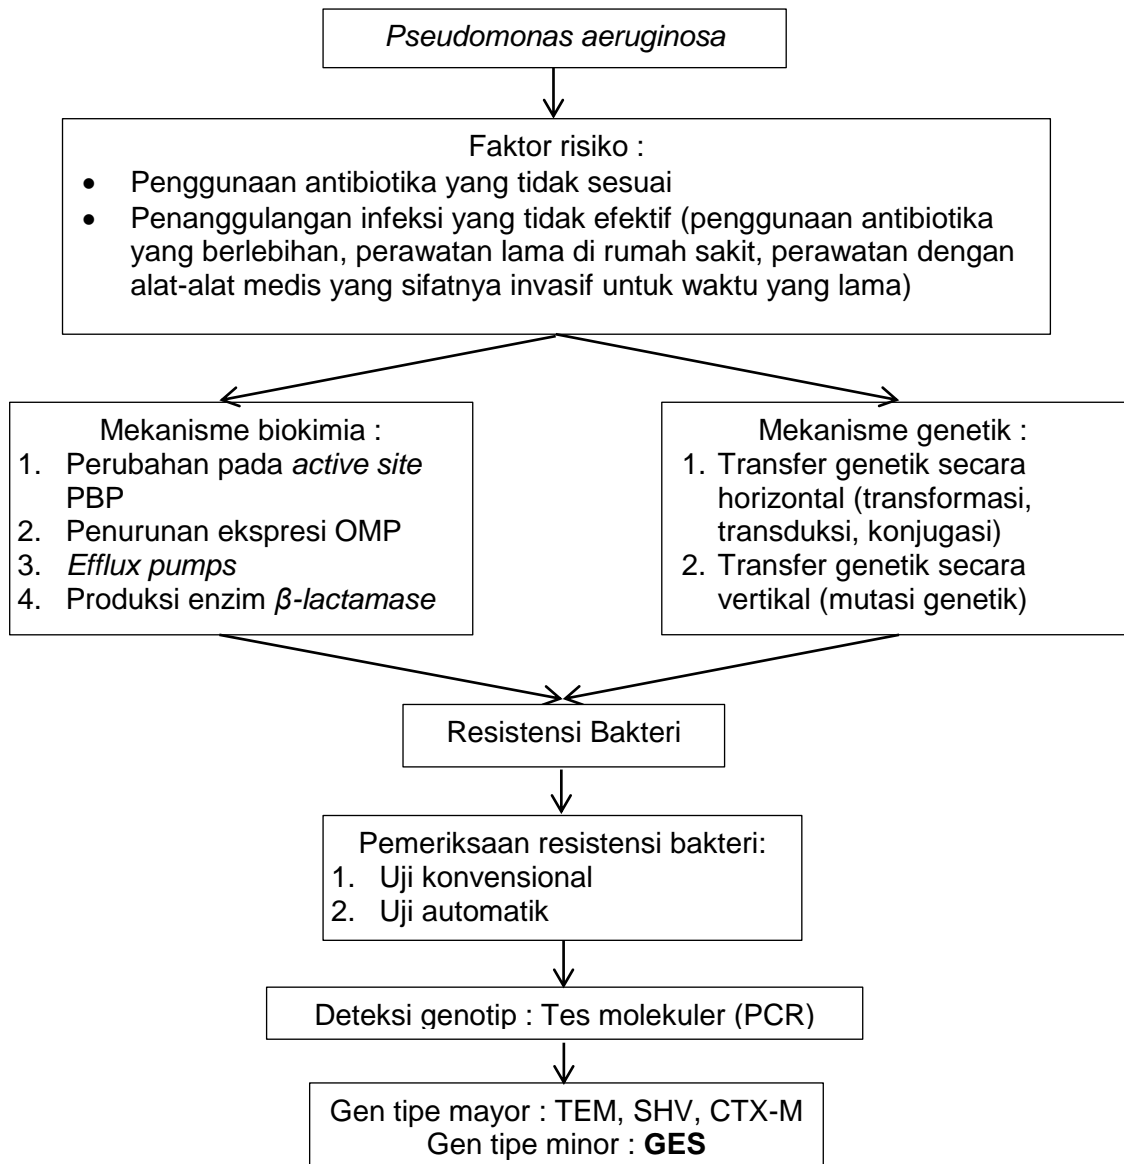 Pseudomonas aeruginosa
Faktor risiko :
• Penggunaan antibiotika yang tidak sesuai
• Penanggulangan infeksi yang tidak efektif (penggunaan antibiotika
yang berlebihan, perawatan lama di rumah sakit, perawatan dengan
alat-alat medis yang sifatnya invasif untuk waktu yang lama)
Mekanisme biokimia :
1. Perubahan pada active site
PBP
2. Penurunan ekspresi OMP
3. Efflux pumps
4. Produksi enzim β-lactamase
Mekanisme genetik :
1. Transfer genetik secara
horizontal (transformasi,
transduksi, konjugasi)
2. Transfer genetik secara
vertikal (mutasi genetik)
Resistensi Bakteri
Pemeriksaan resistensi bakteri:
1. Uji konvensional
2. Uji automatik
Deteksi genotip : Tes molekuler (PCR)
Gen tipe mayor : TEM, SHV, CTX-M
Gen tipe minor : GES